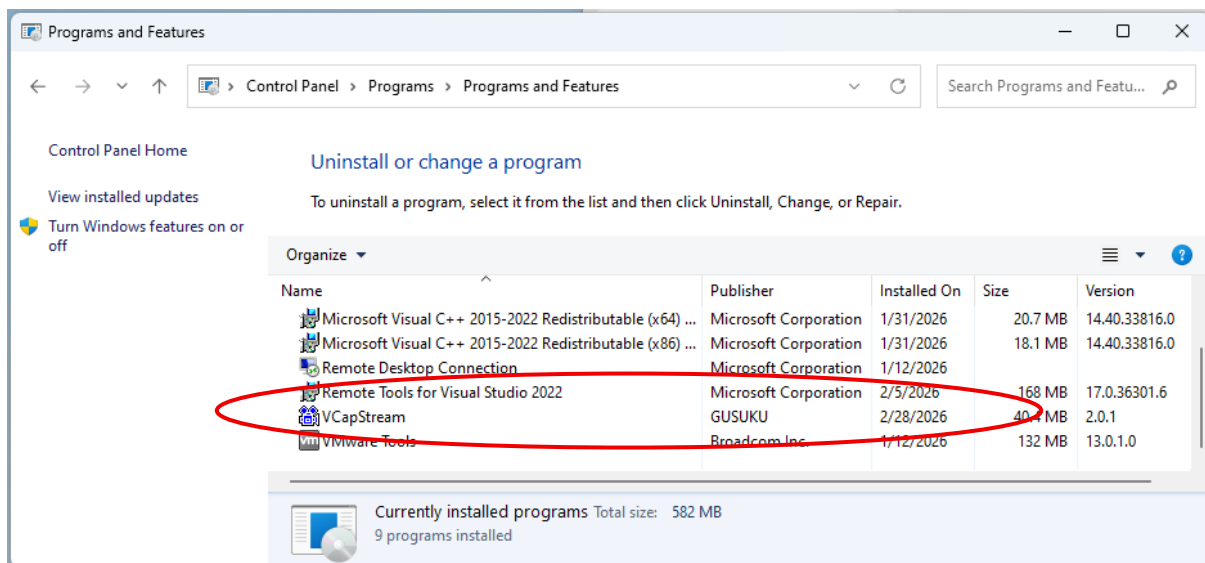 Programs and Features
Control Panel > Programs > Programs and Features
Search Programs and Featu...
Control Panel Home
View installed updates
Turn Windows features on or
off
Uninstall or change a program
To uninstall a program, select it from the list and then click Uninstall, Change, or Repair.
Organize
Name Publisher Installed On Size Version
Microsoft Visual C++ 2015-2022 Redistributable (x64) ... Microsoft Corporation 1/31/2026 20.7 MB 14.40.33816.0
Microsoft Visual C++ 2015-2022 Redistributable (x86) ... Microsoft Corporation 1/31/2026 18.1 MB 14.40.33816.0
Remote Desktop Connection Microsoft Corporation 1/12/2026
Remote Tools for Visual Studio 2022 Microsoft Corporation 2/5/2026 168 MB 17.0.36301.6
VCapStream GUSUKU 2/28/2026 40.4 MB 2.0.1
VMware Tools Broadcom Inc. 1/12/2026 132 MB 13.0.1.0
Currently installed programs Total size: 582 MB
9 programs installed